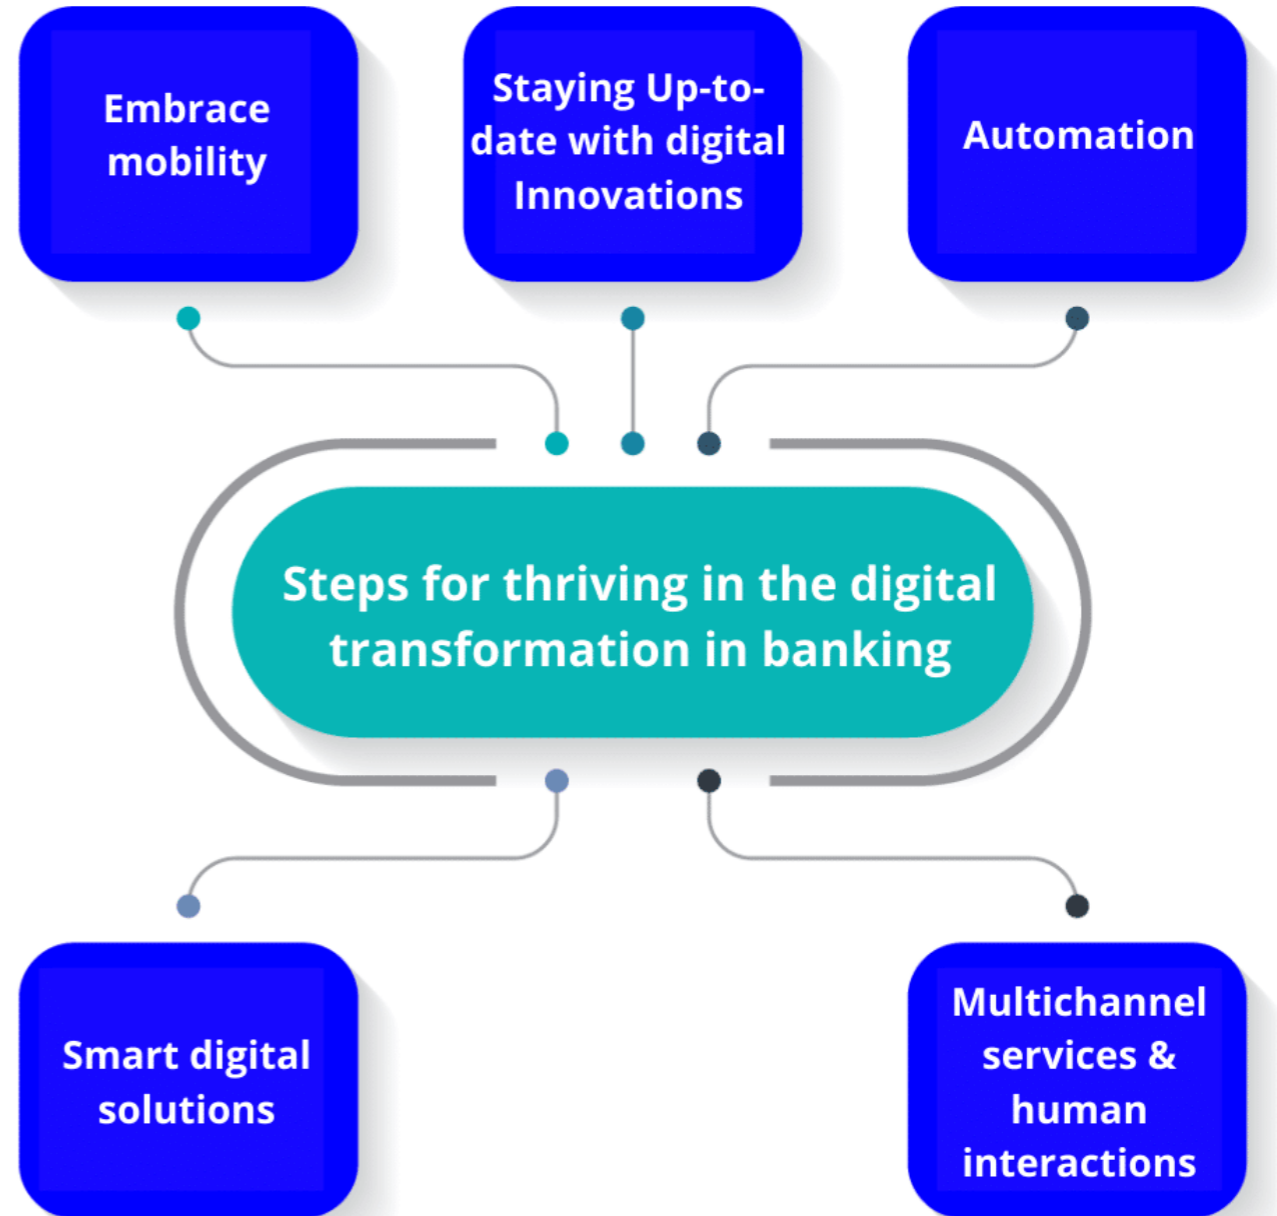 Embrace
mobility
Staying Up-to-
date with digital
Innovations
Automation
Steps for thriving in the digital
transformation in banking
Smart digital
solutions
Multichannel
services &
human
interactions